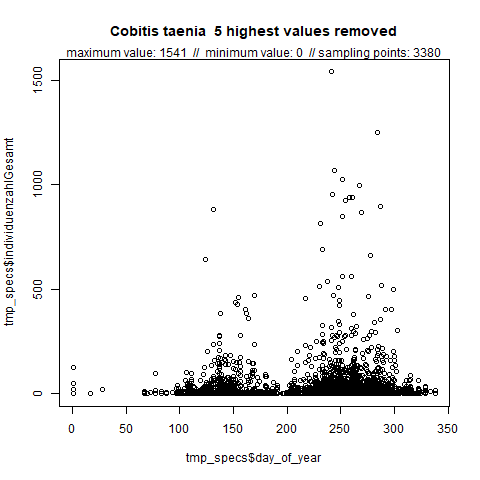 Cobitis taenia  5 highest values removed
maximum value: 1541  //  minimum value: 0  // sampling points: 3380
tmp_specs$individuenzahlGesamt
1500
1000
500
0
0 50 100 150 200 250 300 350
tmp_specs$day_of_year